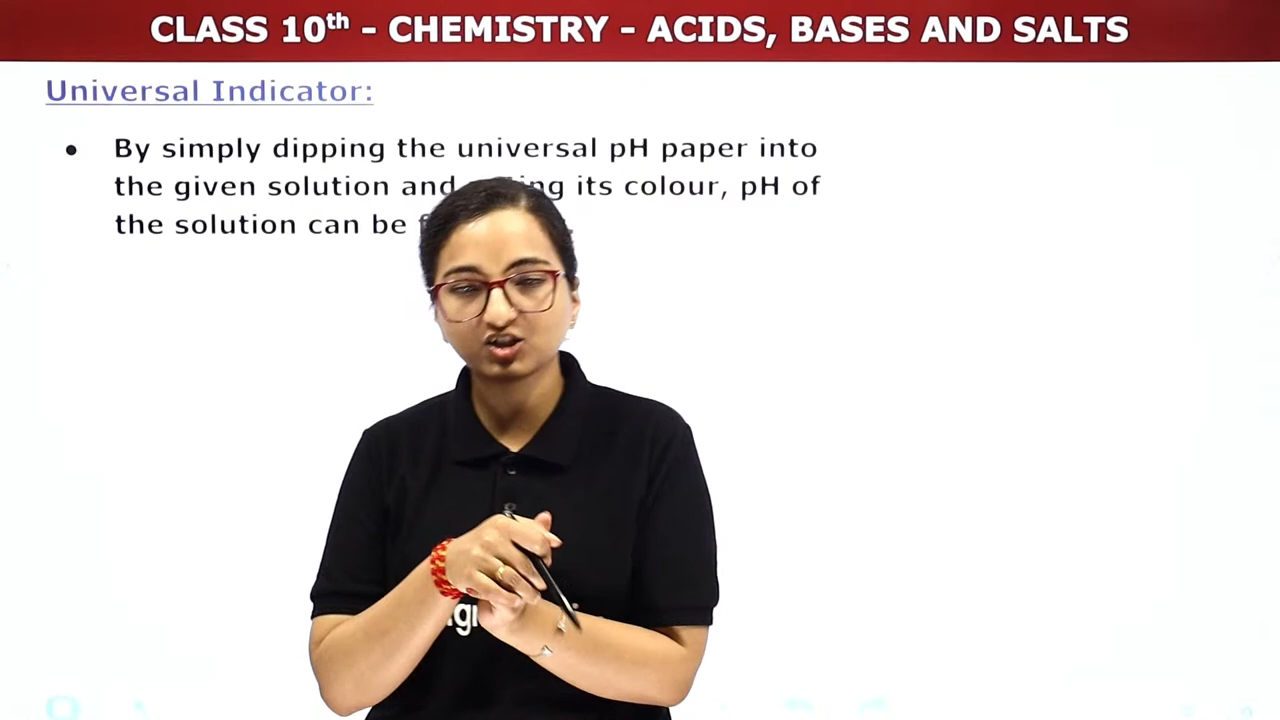 CLASS 10th - CHEMISTRY - ACIDS, BASES AND SALTS
Universal Indicator:
• By simply dipping the universal pH paper into
the given solution and its colour, pH of
the solution can be